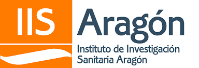 IIS Aragón
Instituto de Investigación
Sanitaria Aragón